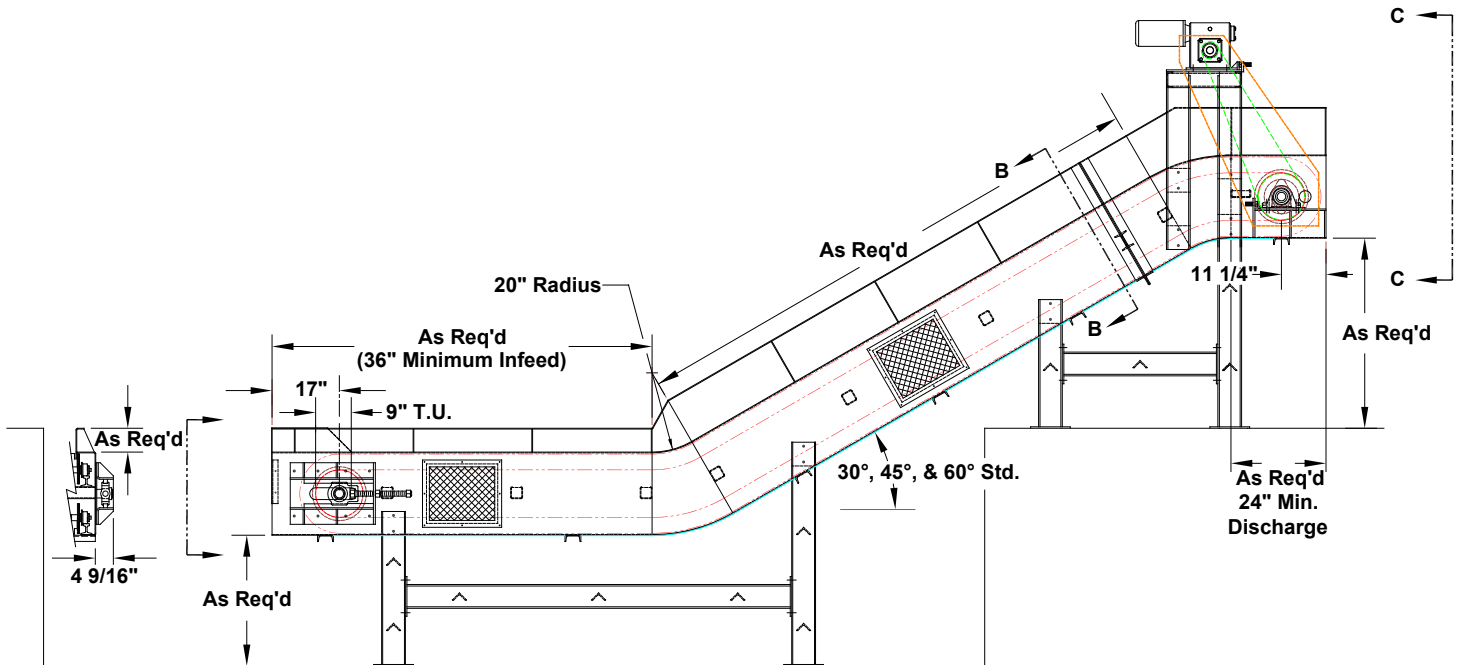 C
B
As Req'd
20" Radius
11 1/4"
C
As Req'd
(36" Minimum Infeed)
B
As Req'd
17"
9" T.U.
As Req'd
30°, 45°, & 60° Std.
As Req'd
24" Min.
Discharge
4 9/16"
As Req'd